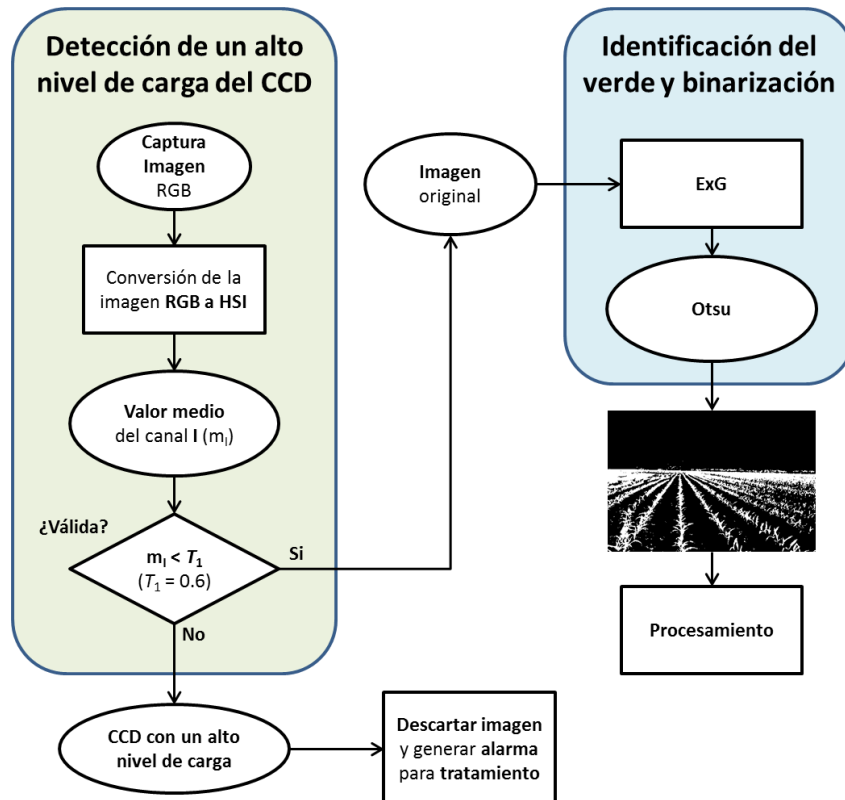 Detección de un alto
nivel de carga del CCD
Captura
Imagen
RGB
Conversión de la
imagen RGB a HSI
Valor medio
del canal I (mI)
¿Válida?
mI < T1
(T1 = 0.6)
Si
No
CCD con un alto
nivel de carga
Descartar imagen
y generar alarma
para tratamiento
Imagen
original
Identificación del
verde y binarización
ExG
Otsu
Procesamiento